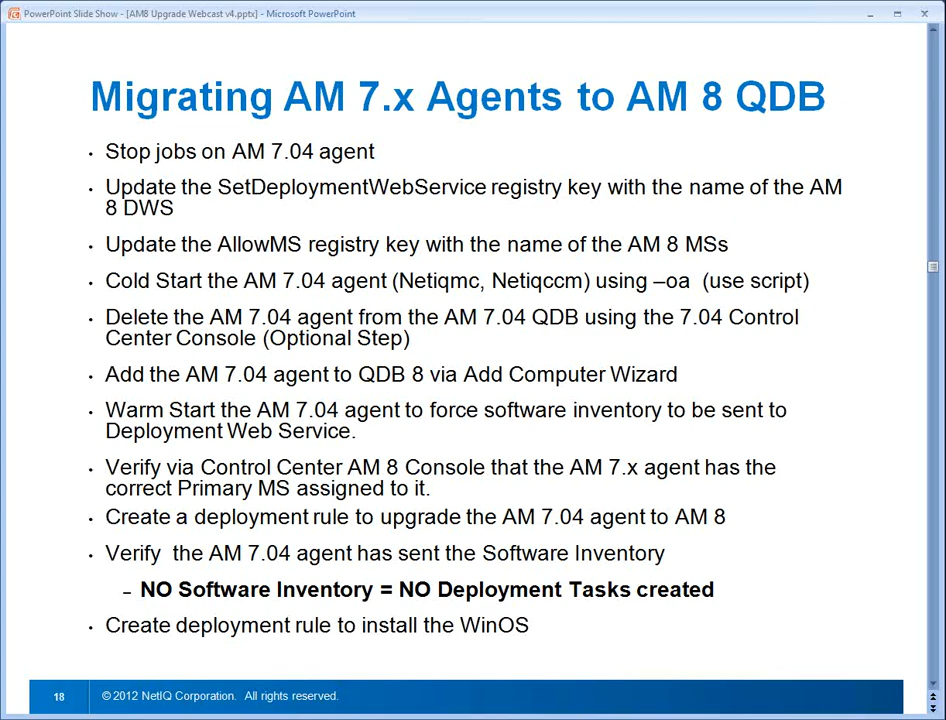 PowerPoint Slide Show - [AM8 Upgrade Webcast v4.pptx] - Microsoft PowerPoint
Migrating AM 7.x Agents to AM 8 QDB
• Stop jobs on AM 7.04 agent
• Update the SetDeploymentWebService registry key with the name of the AM
8 DWS
• Update the AllowMS registry key with the name of the AM 8 MSs
• Cold Start the AM 7.04 agent (Netiqmc, Netiqccm) using –oa (use script)
• Delete the AM 7.04 agent from the AM 7.04 QDB using the 7.04 Control
Center Console (Optional Step)
• Add the AM 7.04 agent to QDB 8 via Add Computer Wizard
• Warm Start the AM 7.04 agent to force software inventory to be sent to
Deployment Web Service.
• Verify via Control Center AM 8 Console that the AM 7.x agent has the
correct Primary MS assigned to it.
• Create a deployment rule to upgrade the AM 7.04 agent to AM 8
• Verify the AM 7.04 agent has sent the Software Inventory
– NO Software Inventory = NO Deployment Tasks created
• Create deployment rule to install the WinOS
18 © 2012 NetIQ Corporation. All rights reserved.